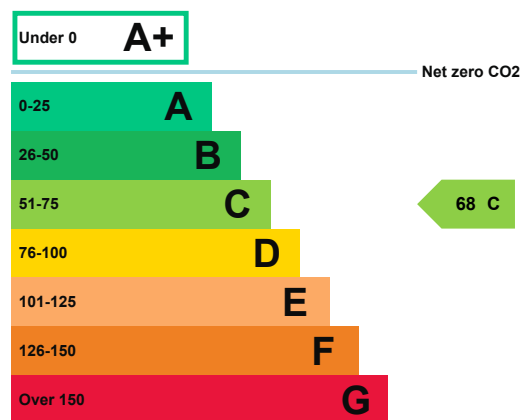 Under 0 A+
Net zero CO2
0-25 A
26-50 B
51-75 C
68 C
76-100 D
101-125 E
126-150 F
Over 150 G